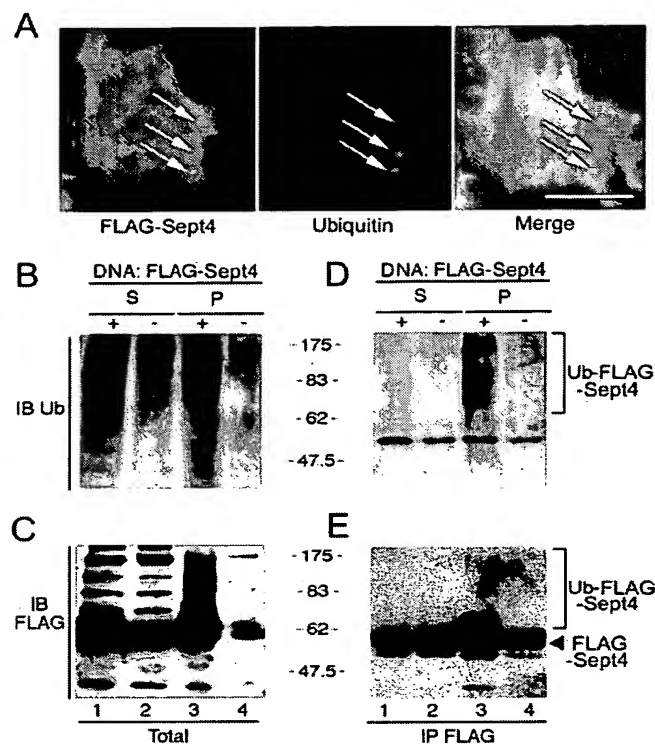 A
FLAG-Sept4 Ubiquitin Merge
B DNA: FLAG-Sept4
S P
+ - + -
IB Ub
D DNA: FLAG-Sept4
S P
+ - + -
-175-
-83-
-62-
-47.5-
Ub-FLAG
-Sept4
C
IB
FLAG
1 2 3 4
Total
-175-
-83-
-62-
-47.5-
E
Ub-FLAG
-Sept4
FLAG
-Sept4
1 2 3 4
IP FLAG